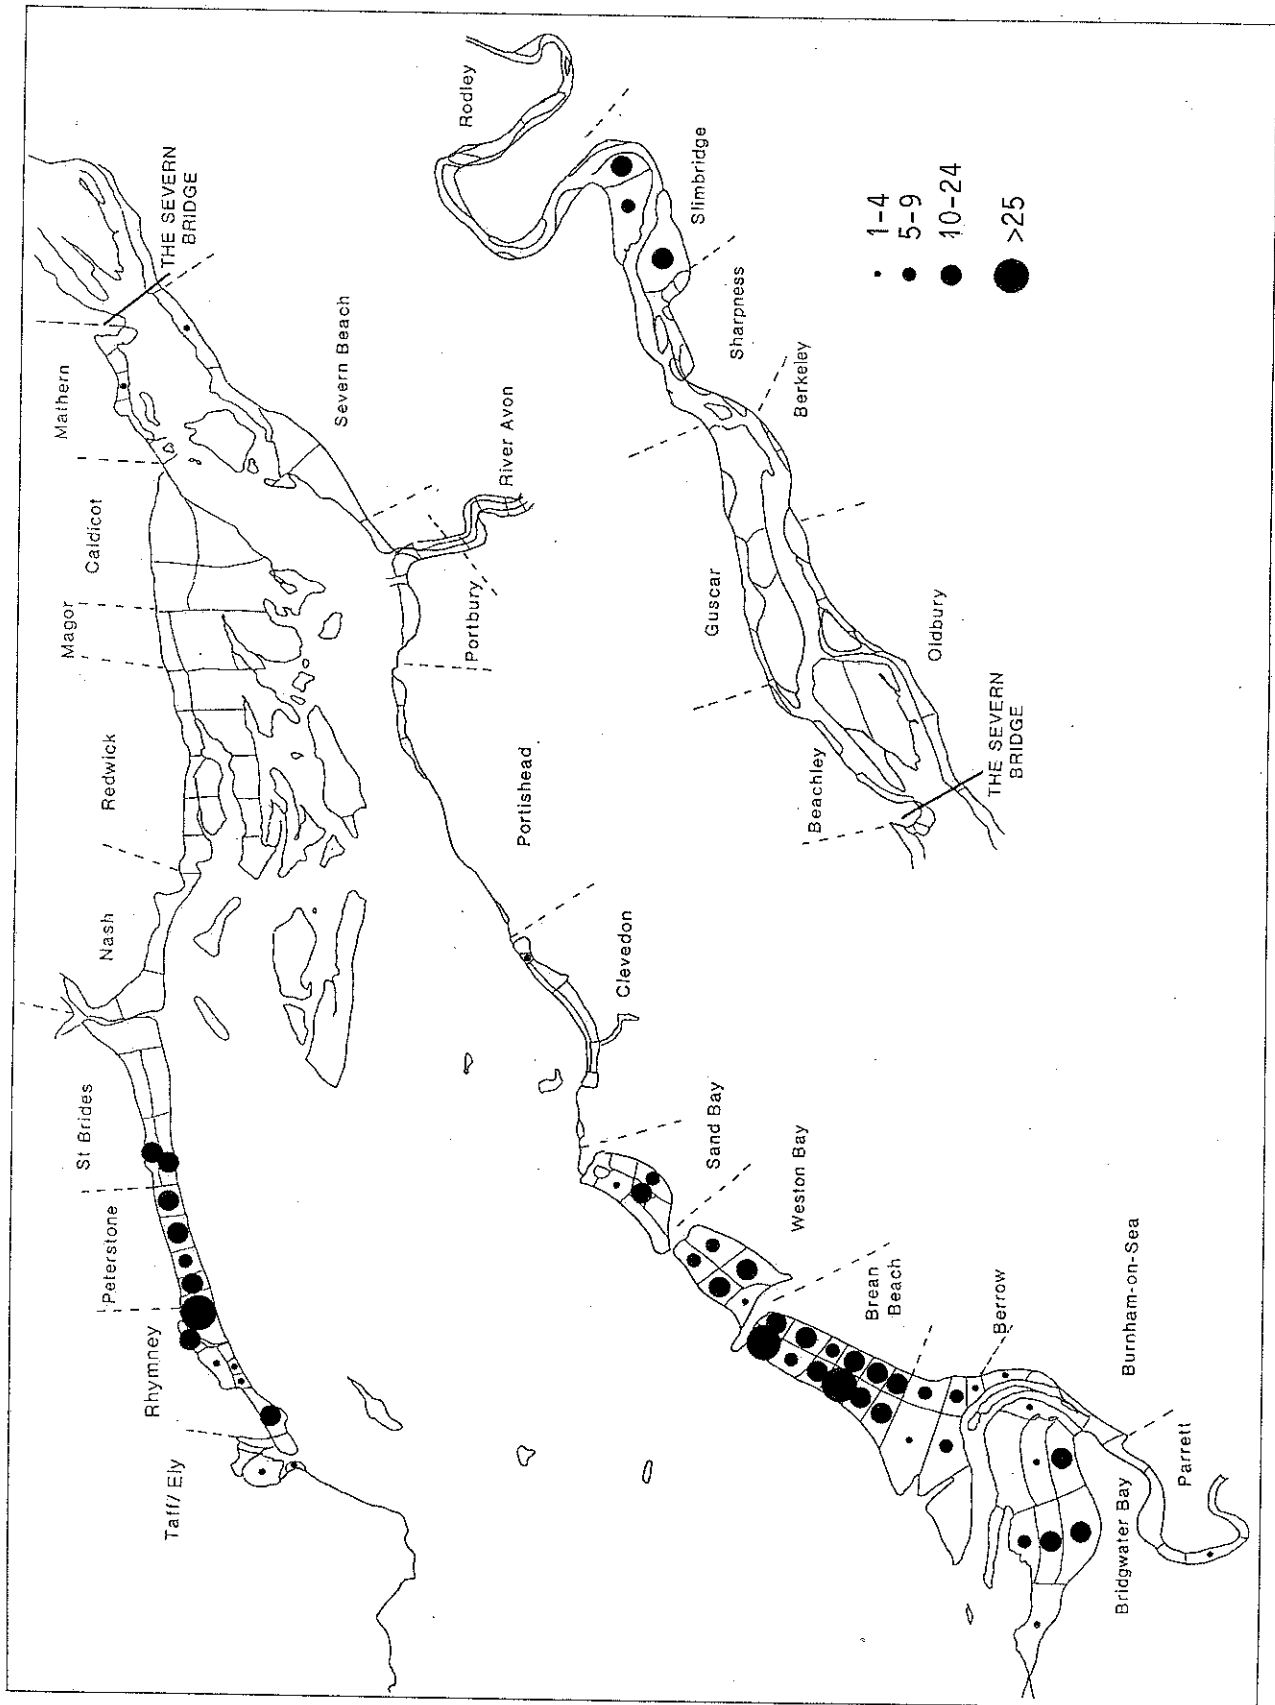 Taff/ Ely
Rhymney
Peterstone
St Brides
Nash
Redwick
Magor
Caldicot
Mathern
THE SEVERN
BRIDGE
Severn Beach
River Avon
Portbury
Portishead
Clevedon
Sand Bay
Weston Bay
Brean
Beach
Berrow
Burnham-on-Sea
Parrett
Bridgwater Bay
Rodley
Slimbridge
Sharpness
Berkeley
Guscar
Oldbury
Beachley
THE SEVERN
BRIDGE
1-4
5-9
10-24
>25